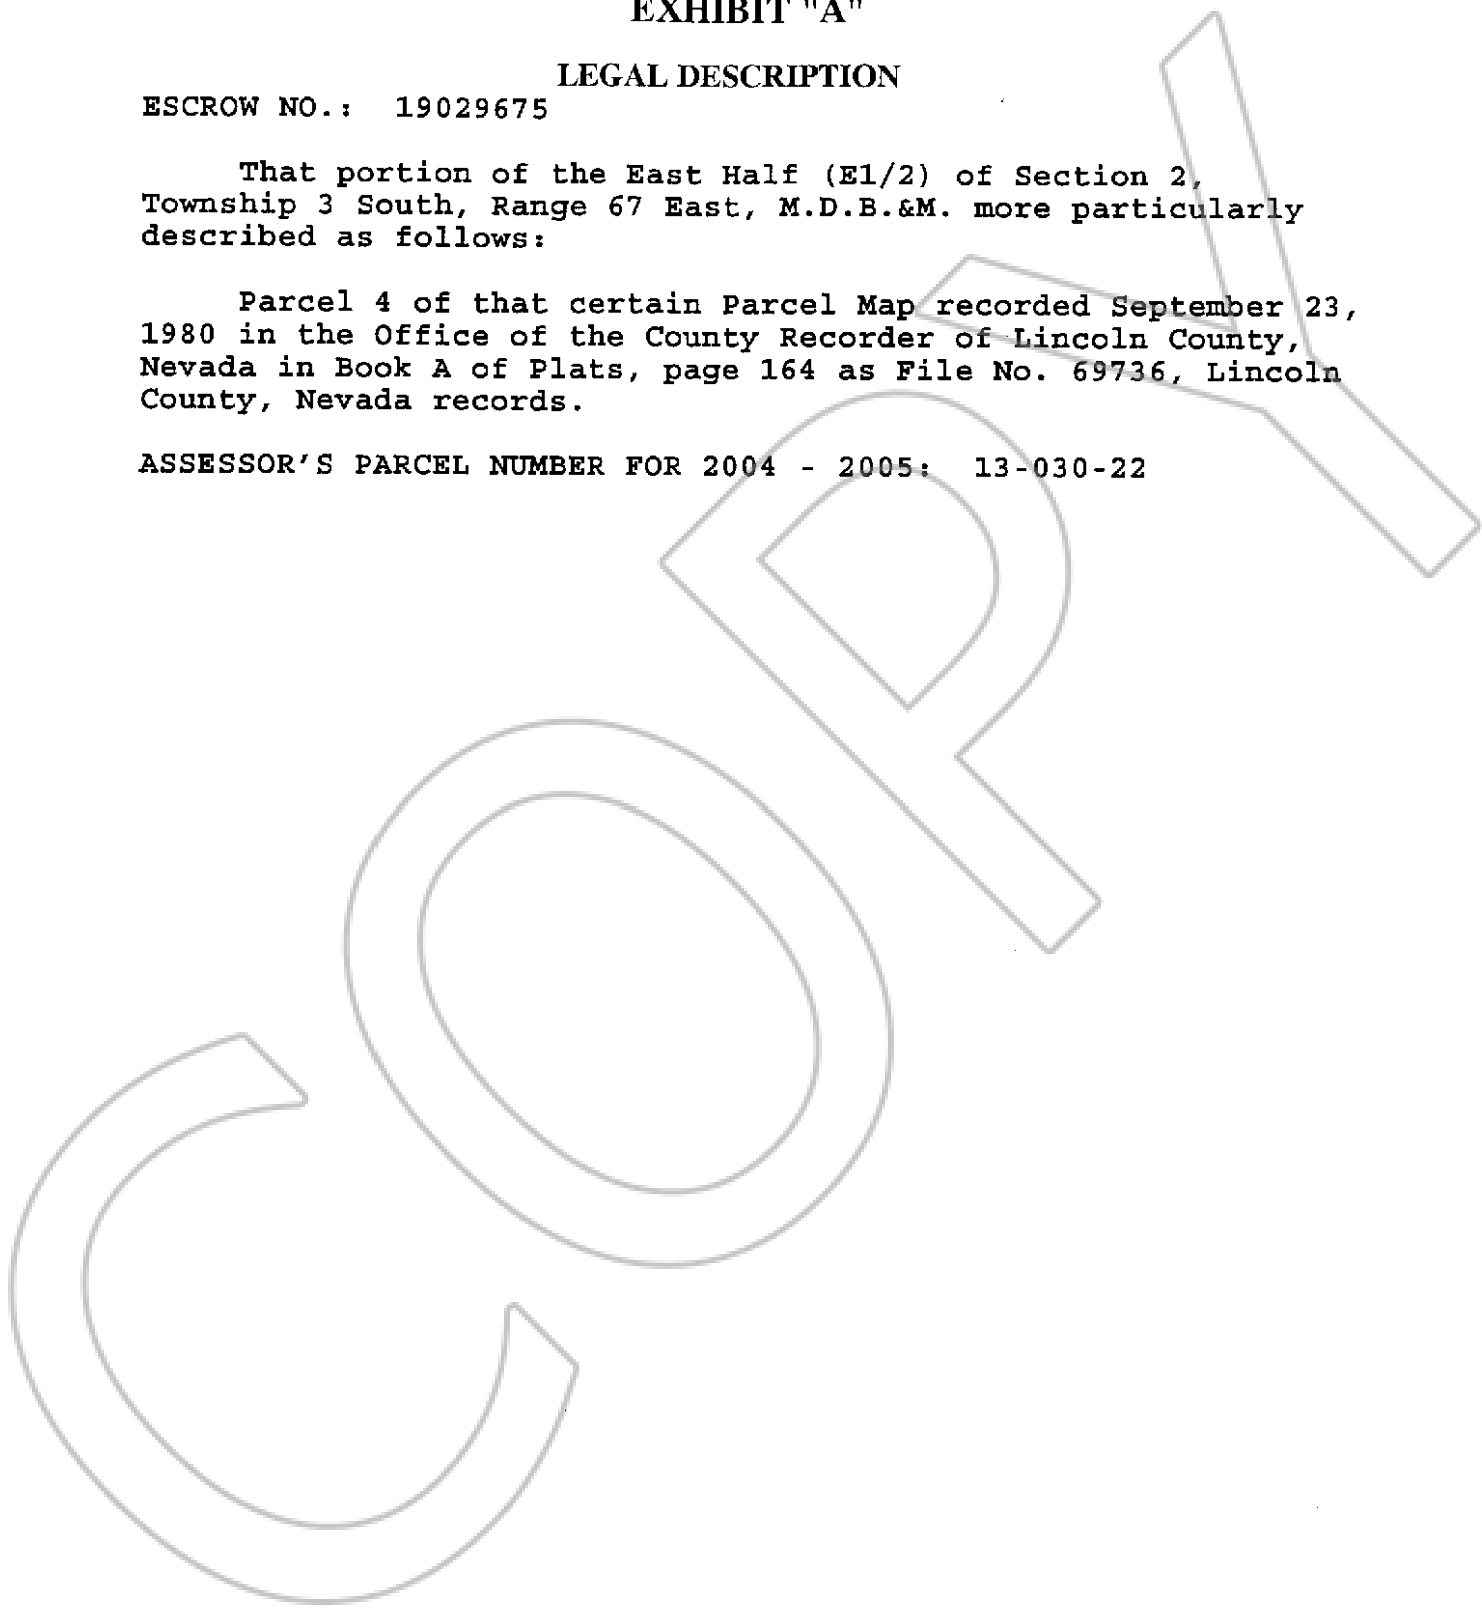 EXHIBIT "A"
LEGAL DESCRIPTION
ESCROW NO.: 19029675
That portion of the East Half (E1/2) of Section 2,
Township 3 South, Range 67 East, M.D.B.&M. more particularly
described as follows:
Parcel 4 of that certain Parcel Map recorded September 23,
1980 in the Office of the County Recorder of Lincoln County,
Nevada in Book A of Plats, page 164 as File No. 69736, Lincoln
County, Nevada records.
ASSESSOR'S PARCEL NUMBER FOR 2004 - 2005: 13-030-22
COPY